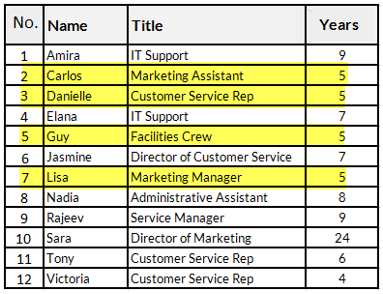 No. Name Title Years
1 Amira IT Support 9
2 Carlos Marketing Assistant 5
3 Danielle Customer Service Rep 5
4 Elana IT Support 7
5 Guy Facilities Crew 5
6 Jasmine Director of Customer Service 7
7 Lisa Marketing Manager 5
8 Nadia Administrative Assistant 8
9 Rajeev Service Manager 9
10 Sara Director of Marketing 24
11 Tony Customer Service Rep 6
12 Victoria Customer Service Rep 4